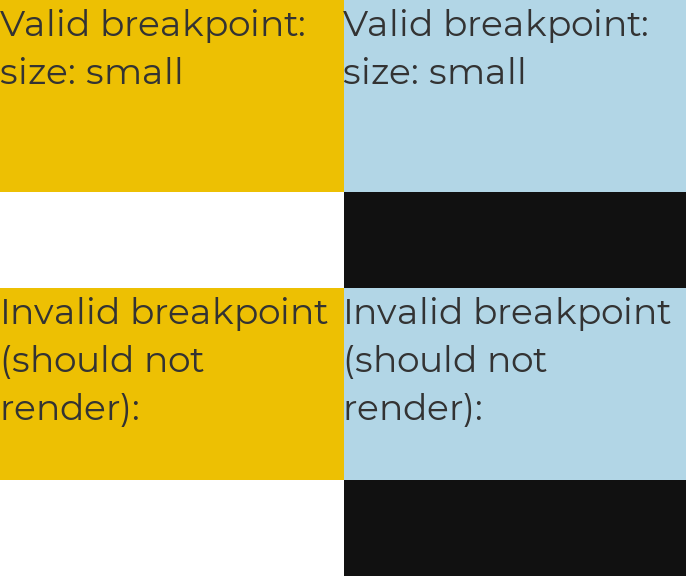 Valid breakpoint:
size: small
Valid breakpoint:
size: small
Invalid breakpoint
(should not
render):
Invalid breakpoint
(should not
render):